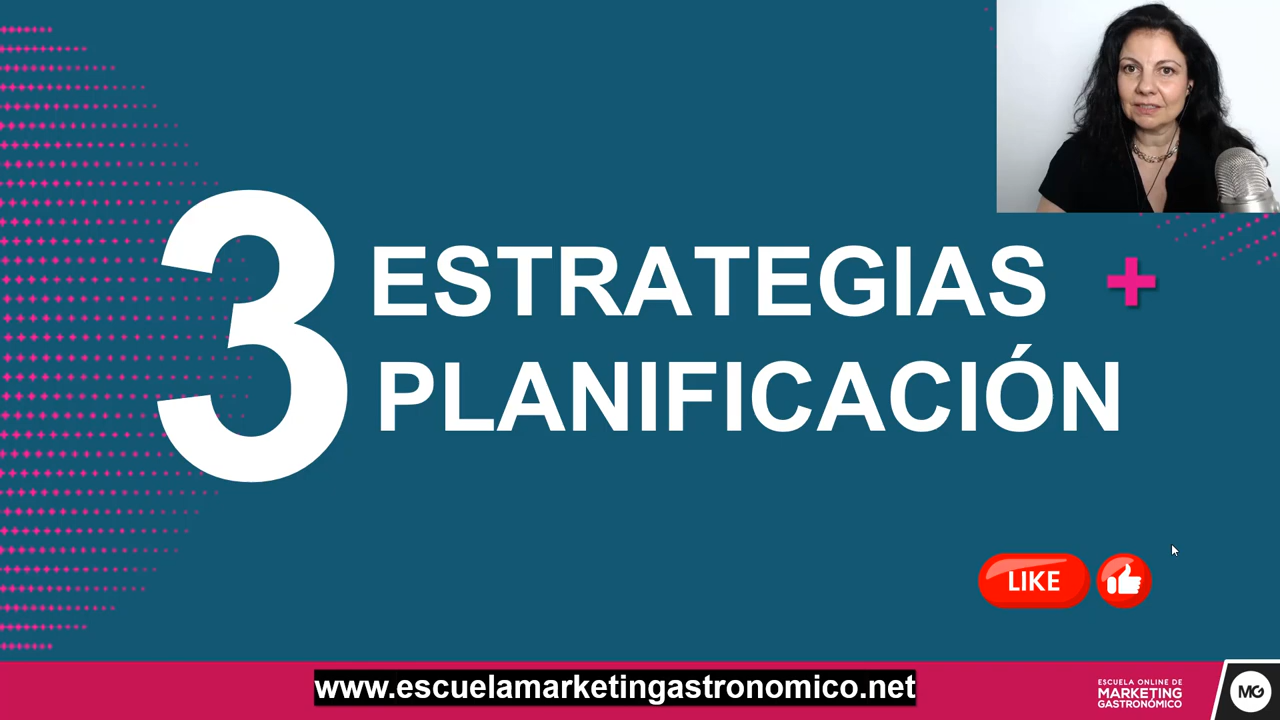 3
ESTRATEGIAS +
PLANIFICACIÓN
LIKE
www.escuelamarketingastronomico.net
ESCUELA ONLINE DE
MARKETING
GASTRONÓMICO
MG